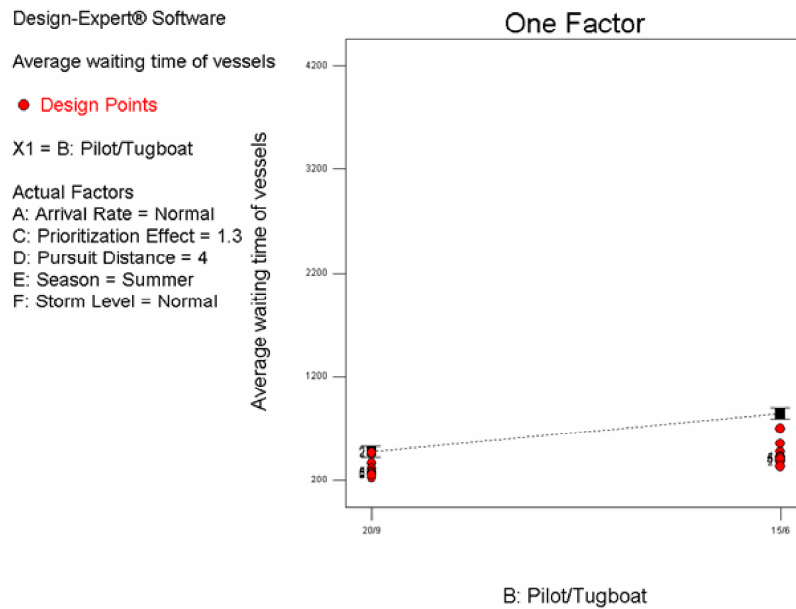 Design-Expert® Software
Average waiting time of vessels
Design Points
X1 = B: Pilot/Tugboat
Actual Factors
A: Arrival Rate = Normal
C: Prioritization Effect = 1.3
D: Pursuit Distance = 4
E: Season = Summer
F: Storm Level = Normal
One Factor
Average waiting time of vessels
4200
3200
2200
1200
200
20/9
15/6
B: Pilot/Tugboat